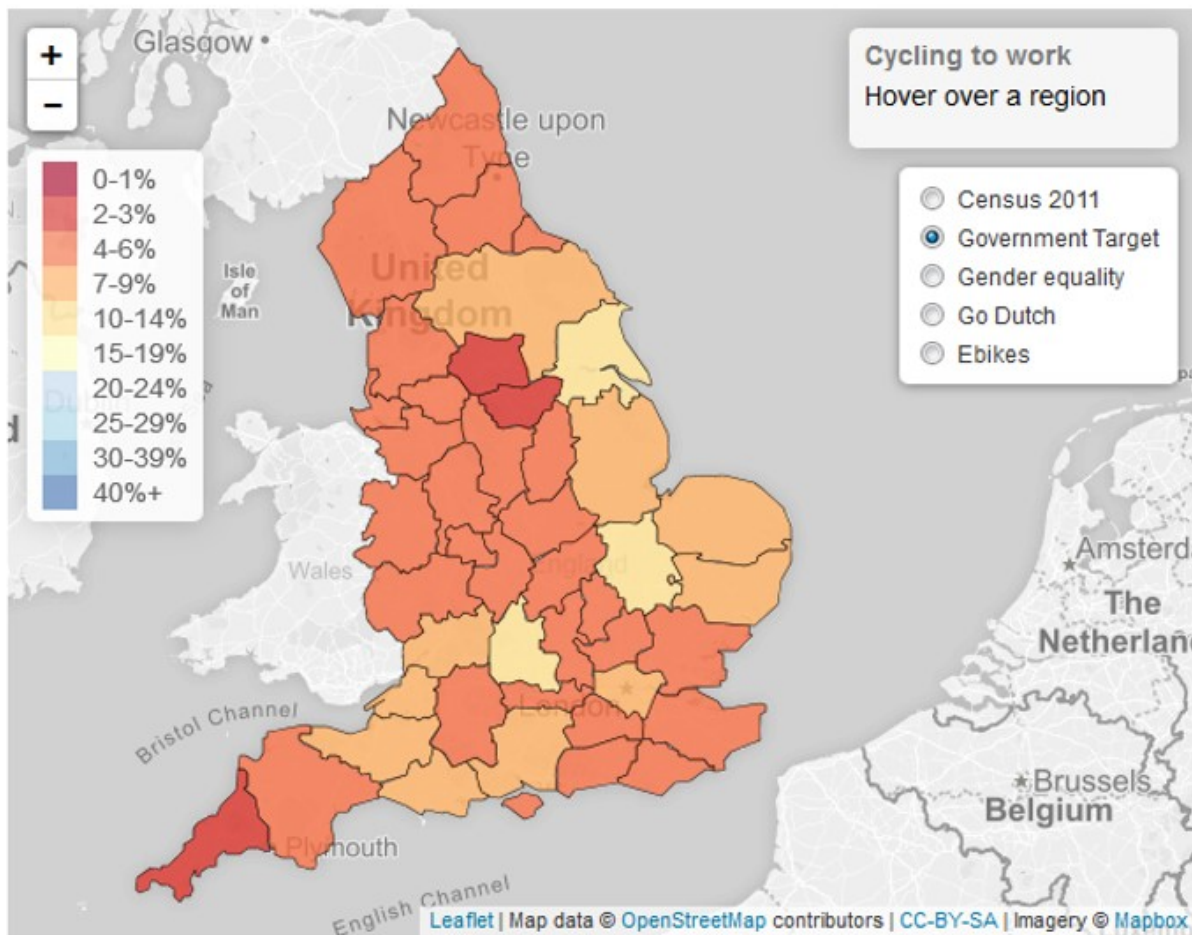 Glasgow
+
−
Cycling to work
Hover over a region
Newcastle upon
Tyne
0-1%
2-3%
4-6%
7-9%
10-14%
15-19%
20-24%
25-29%
30-39%
40%+
Census 2011
Government Target
Gender equality
Go Dutch
Ebikes
Isle
of
Man
United
Kingdom
N.
d
Wales
England
Amsterda
The
Netherlan
London
Bristol Channel
Brussels
Belgium
Plymouth
English Channel
Leaflet | Map data © OpenStreetMap contributors | CC-BY-SA | Imagery © Mapbox